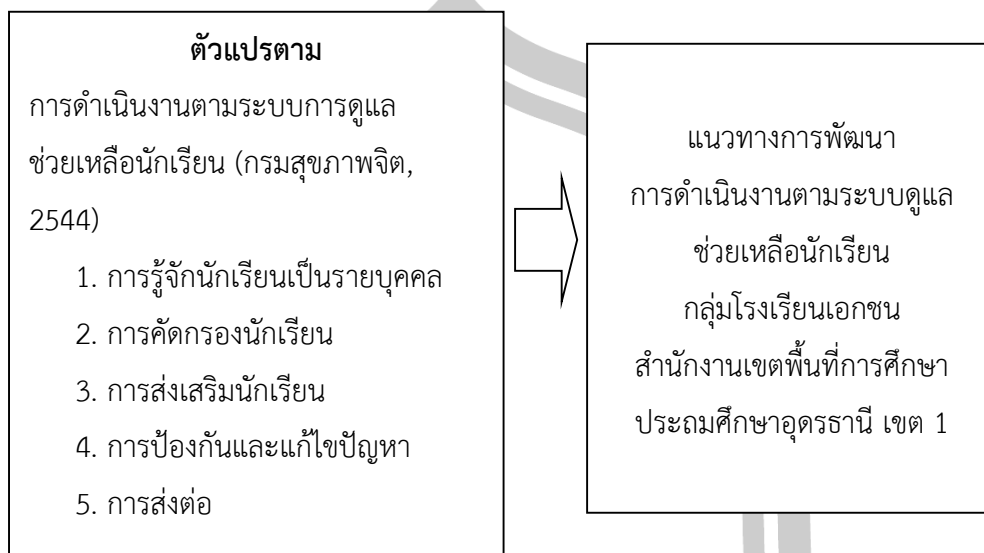 ตัวแปรตาม
การดำเนินงานตามระบบการดูแล
ช่วยเหลือนักเรียน (กรมสุขภาพจิต,
2544)
1. การรู้จักนักเรียนเป็นรายบุคคล
2. การคัดกรองนักเรียน
3. การส่งเสริมนักเรียน
4. การป้องกันและแก้ไขปัญหา
5. การส่งต่อ
แนวทางการพัฒนา
การดำเนินงานตามระบบดูแล
ช่วยเหลือนักเรียน
กลุ่มโรงเรียนเอกชน
สำนักงานเขตพื้นที่การศึกษา
ประถมศึกษาอุดรธานี เขต 1